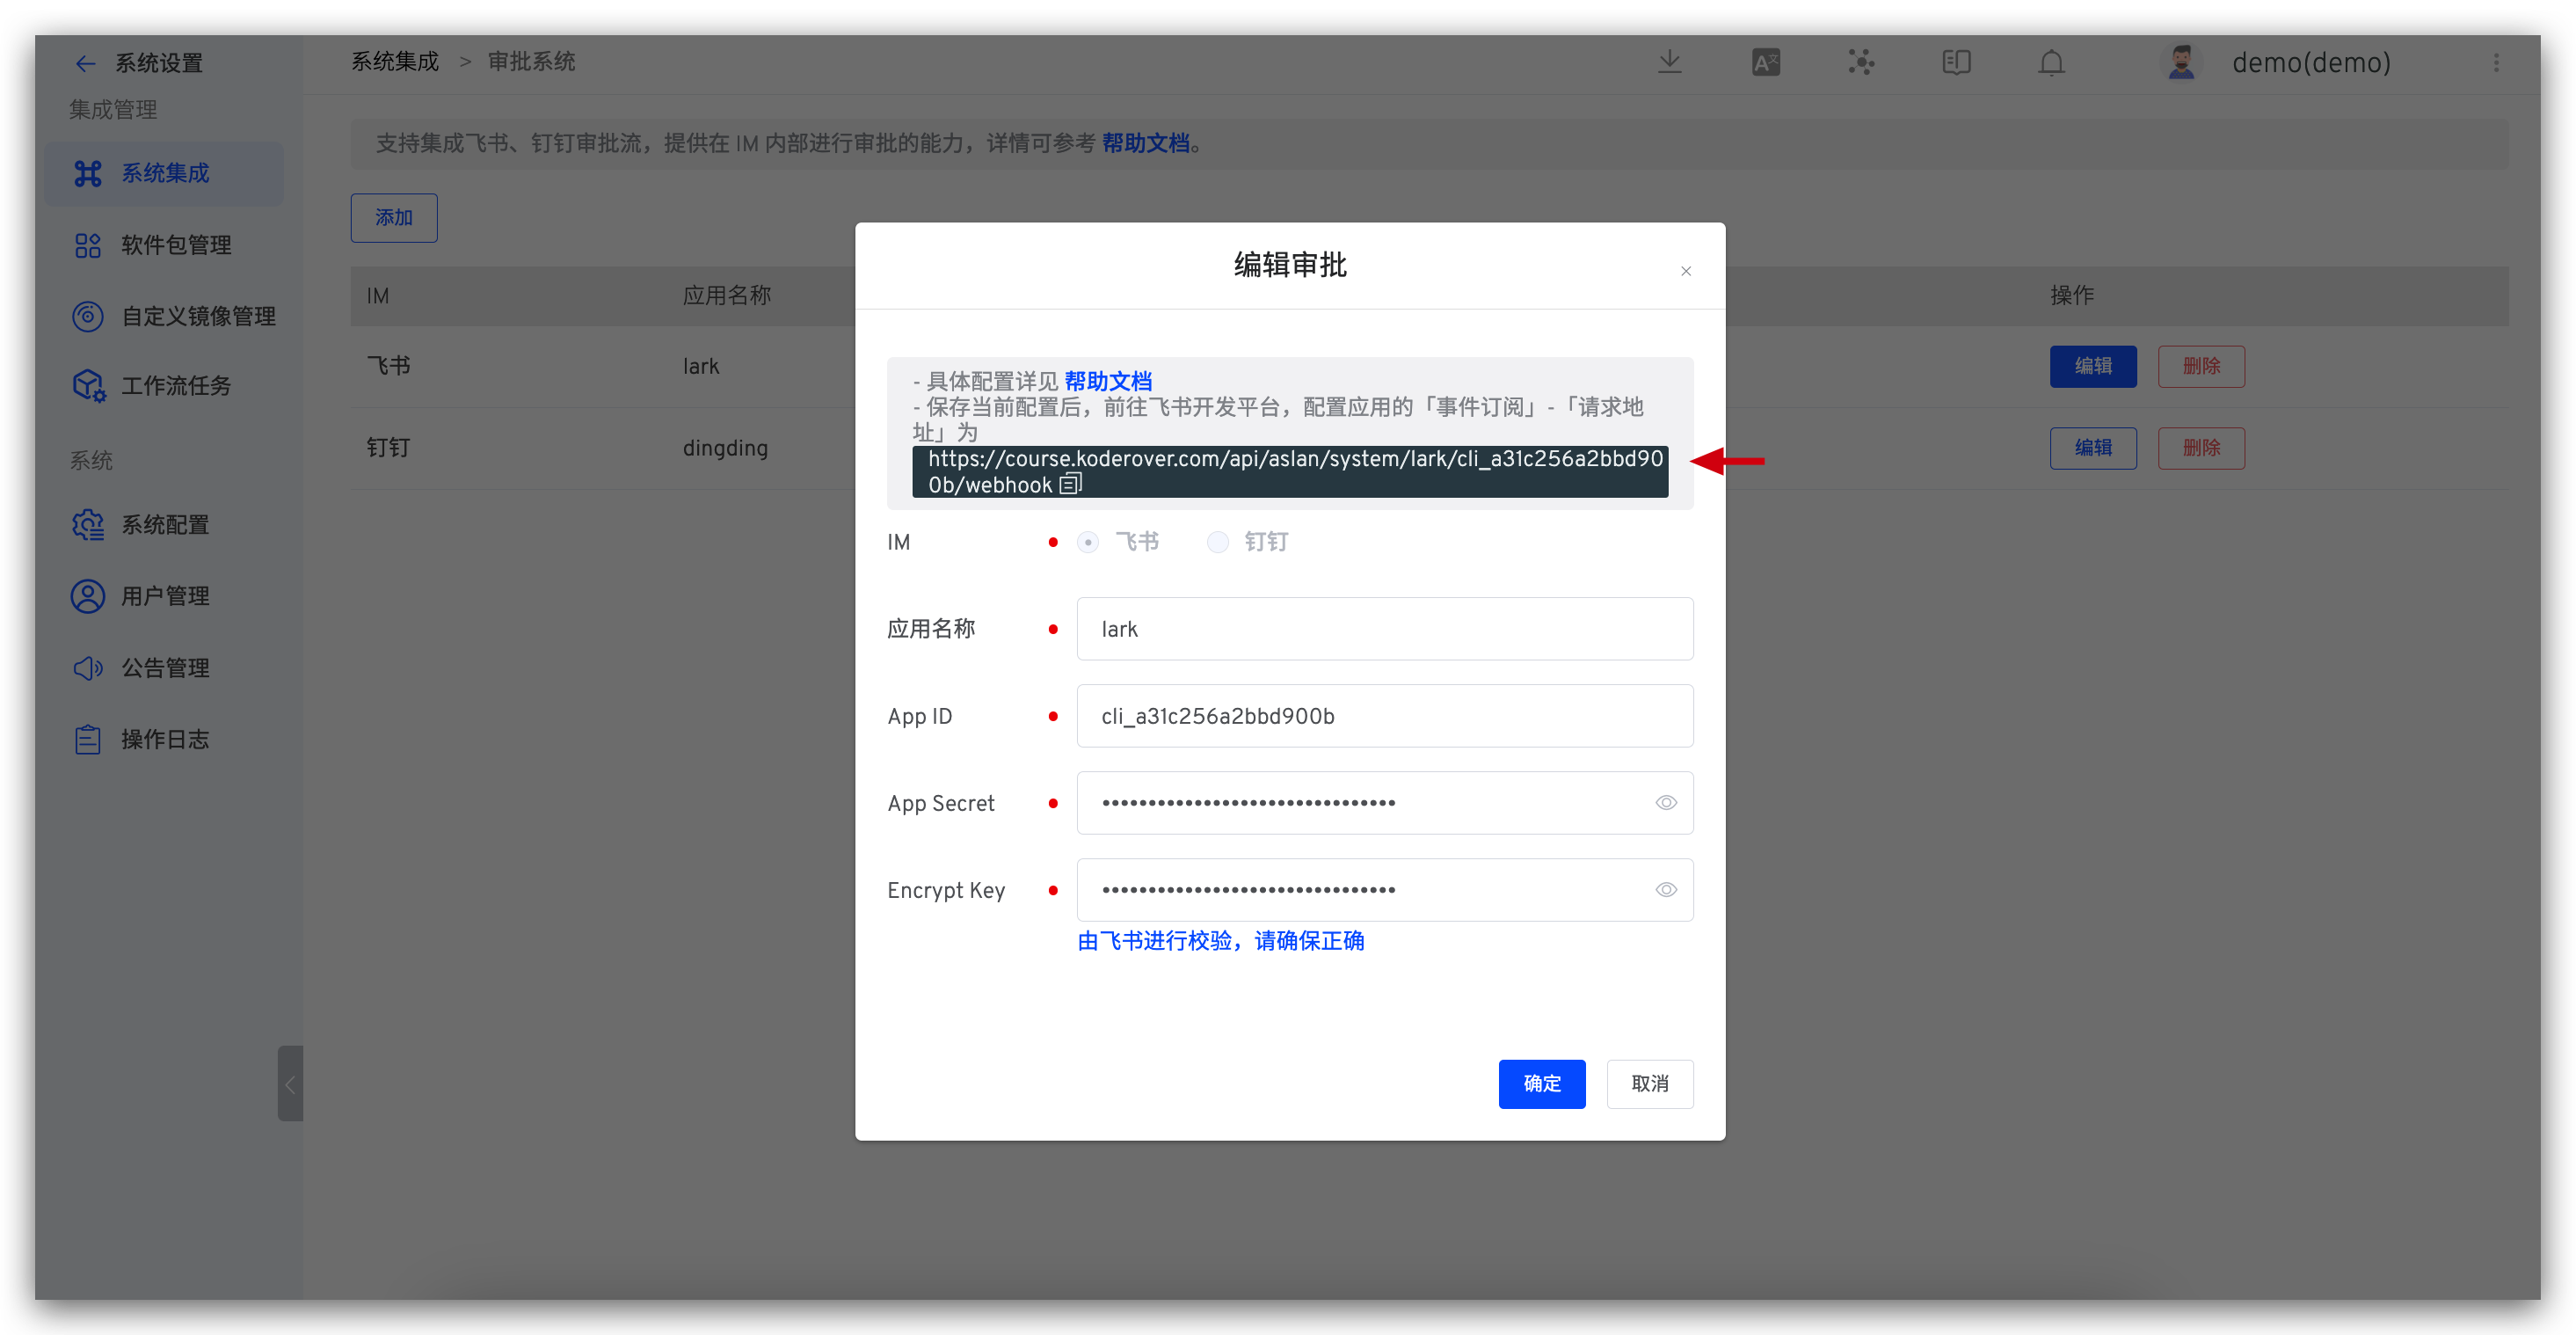 系统设置
系统集成 > 审批系统
demo(demo)
集成管理
系统集成
软件包管理
自定义镜像管理
工作流任务
系统
系统配置
用户管理
公告管理
操作日志
支持集成飞书、钉钉审批流，提供在 IM 内部进行审批的能力，详情可参考 帮助文档。
添加
IM 应用名称 操作
飞书 lark 编辑 删除
钉钉 dingding 编辑 删除
编辑审批
- 具体配置详见 帮助文档
- 保存当前配置后，前往飞书开发平台，配置应用的「事件订阅」-「请求地
址」为
https://course.koderover.com/api/aslan/system/lark/cli_a31c256a2bbd90
0b/webhook
IM 飞书 钉钉
应用名称 lark
App ID cli_a31c256a2bbd900b
App Secret ••••••••••••••••••••••••••••••••
Encrypt Key ••••••••••••••••••••••••••••••••
由飞书进行校验，请确保正确
确定 取消